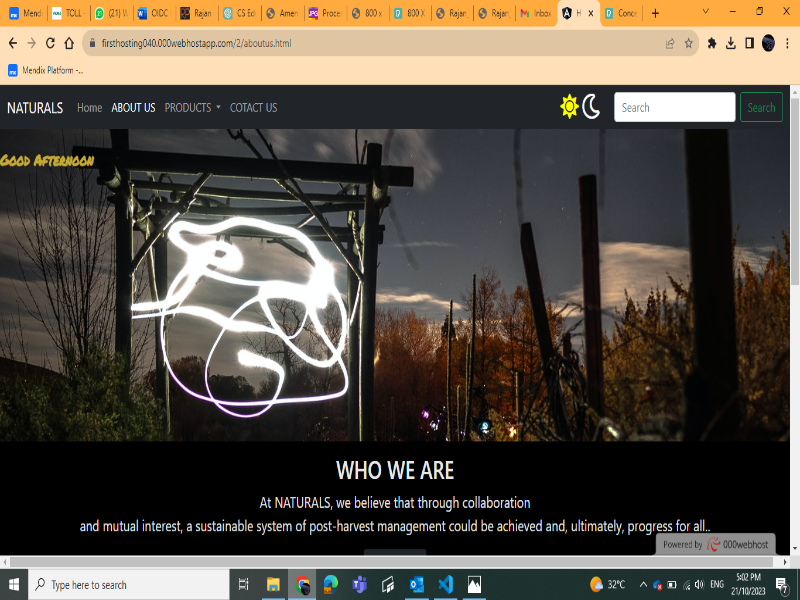 Mendi
TOLL
(21) W
OIDC
Rajan
CS Edi
Amer
Proce
800 x
800 X
Rajan
Rajan
Inbox
H
Conc
firsthosting040.000webhostapp.com/2/aboutus.html
Mendix Platform -...
NATURALS Home ABOUT US PRODUCTS COTACT US
Search Search
Good Afternoon
WHO WE ARE
At NATURALS, we believe that through collaboration
and mutual interest, a sustainable system of post-harvest management could be achieved and, ultimately, progress for all..
Powered by 000webhost
Type here to search
32°C
ENG
5:02 PM
21/10/2023